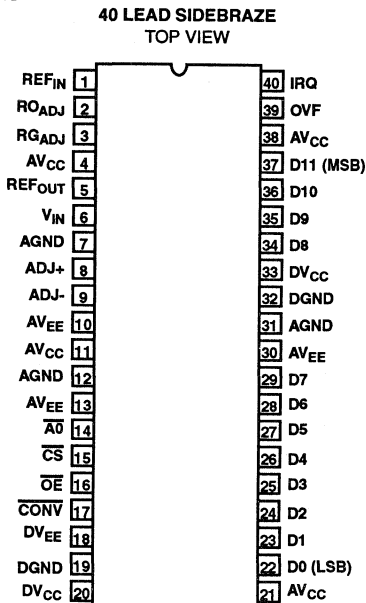 40 LEAD SIDEBRAZE
TOP VIEW
REFIN 1 40 IRQ
ROADJ 2 39 OVF
RGADJ 3 38 AVCC
AVCC 4 37 D11 (MSB)
REFOUT 5 36 D10
VIN 6 35 D9
AGND 7 34 D8
ADJ+ 8 33 DVCC
ADJ- 9 32 DGND
AVEE 10 31 AGND
AVCC 11 30 AVEE
AGND 12 29 D7
AVEE 13 28 D6
A̅0̅ 14 27 D5
C̅S̅ 15 26 D4
O̅E̅ 16 25 D3
C̅O̅N̅V̅ 17 24 D2
DVEE 18 23 D1
DGND 19 22 D0 (LSB)
DVCC 20 21 AVCC